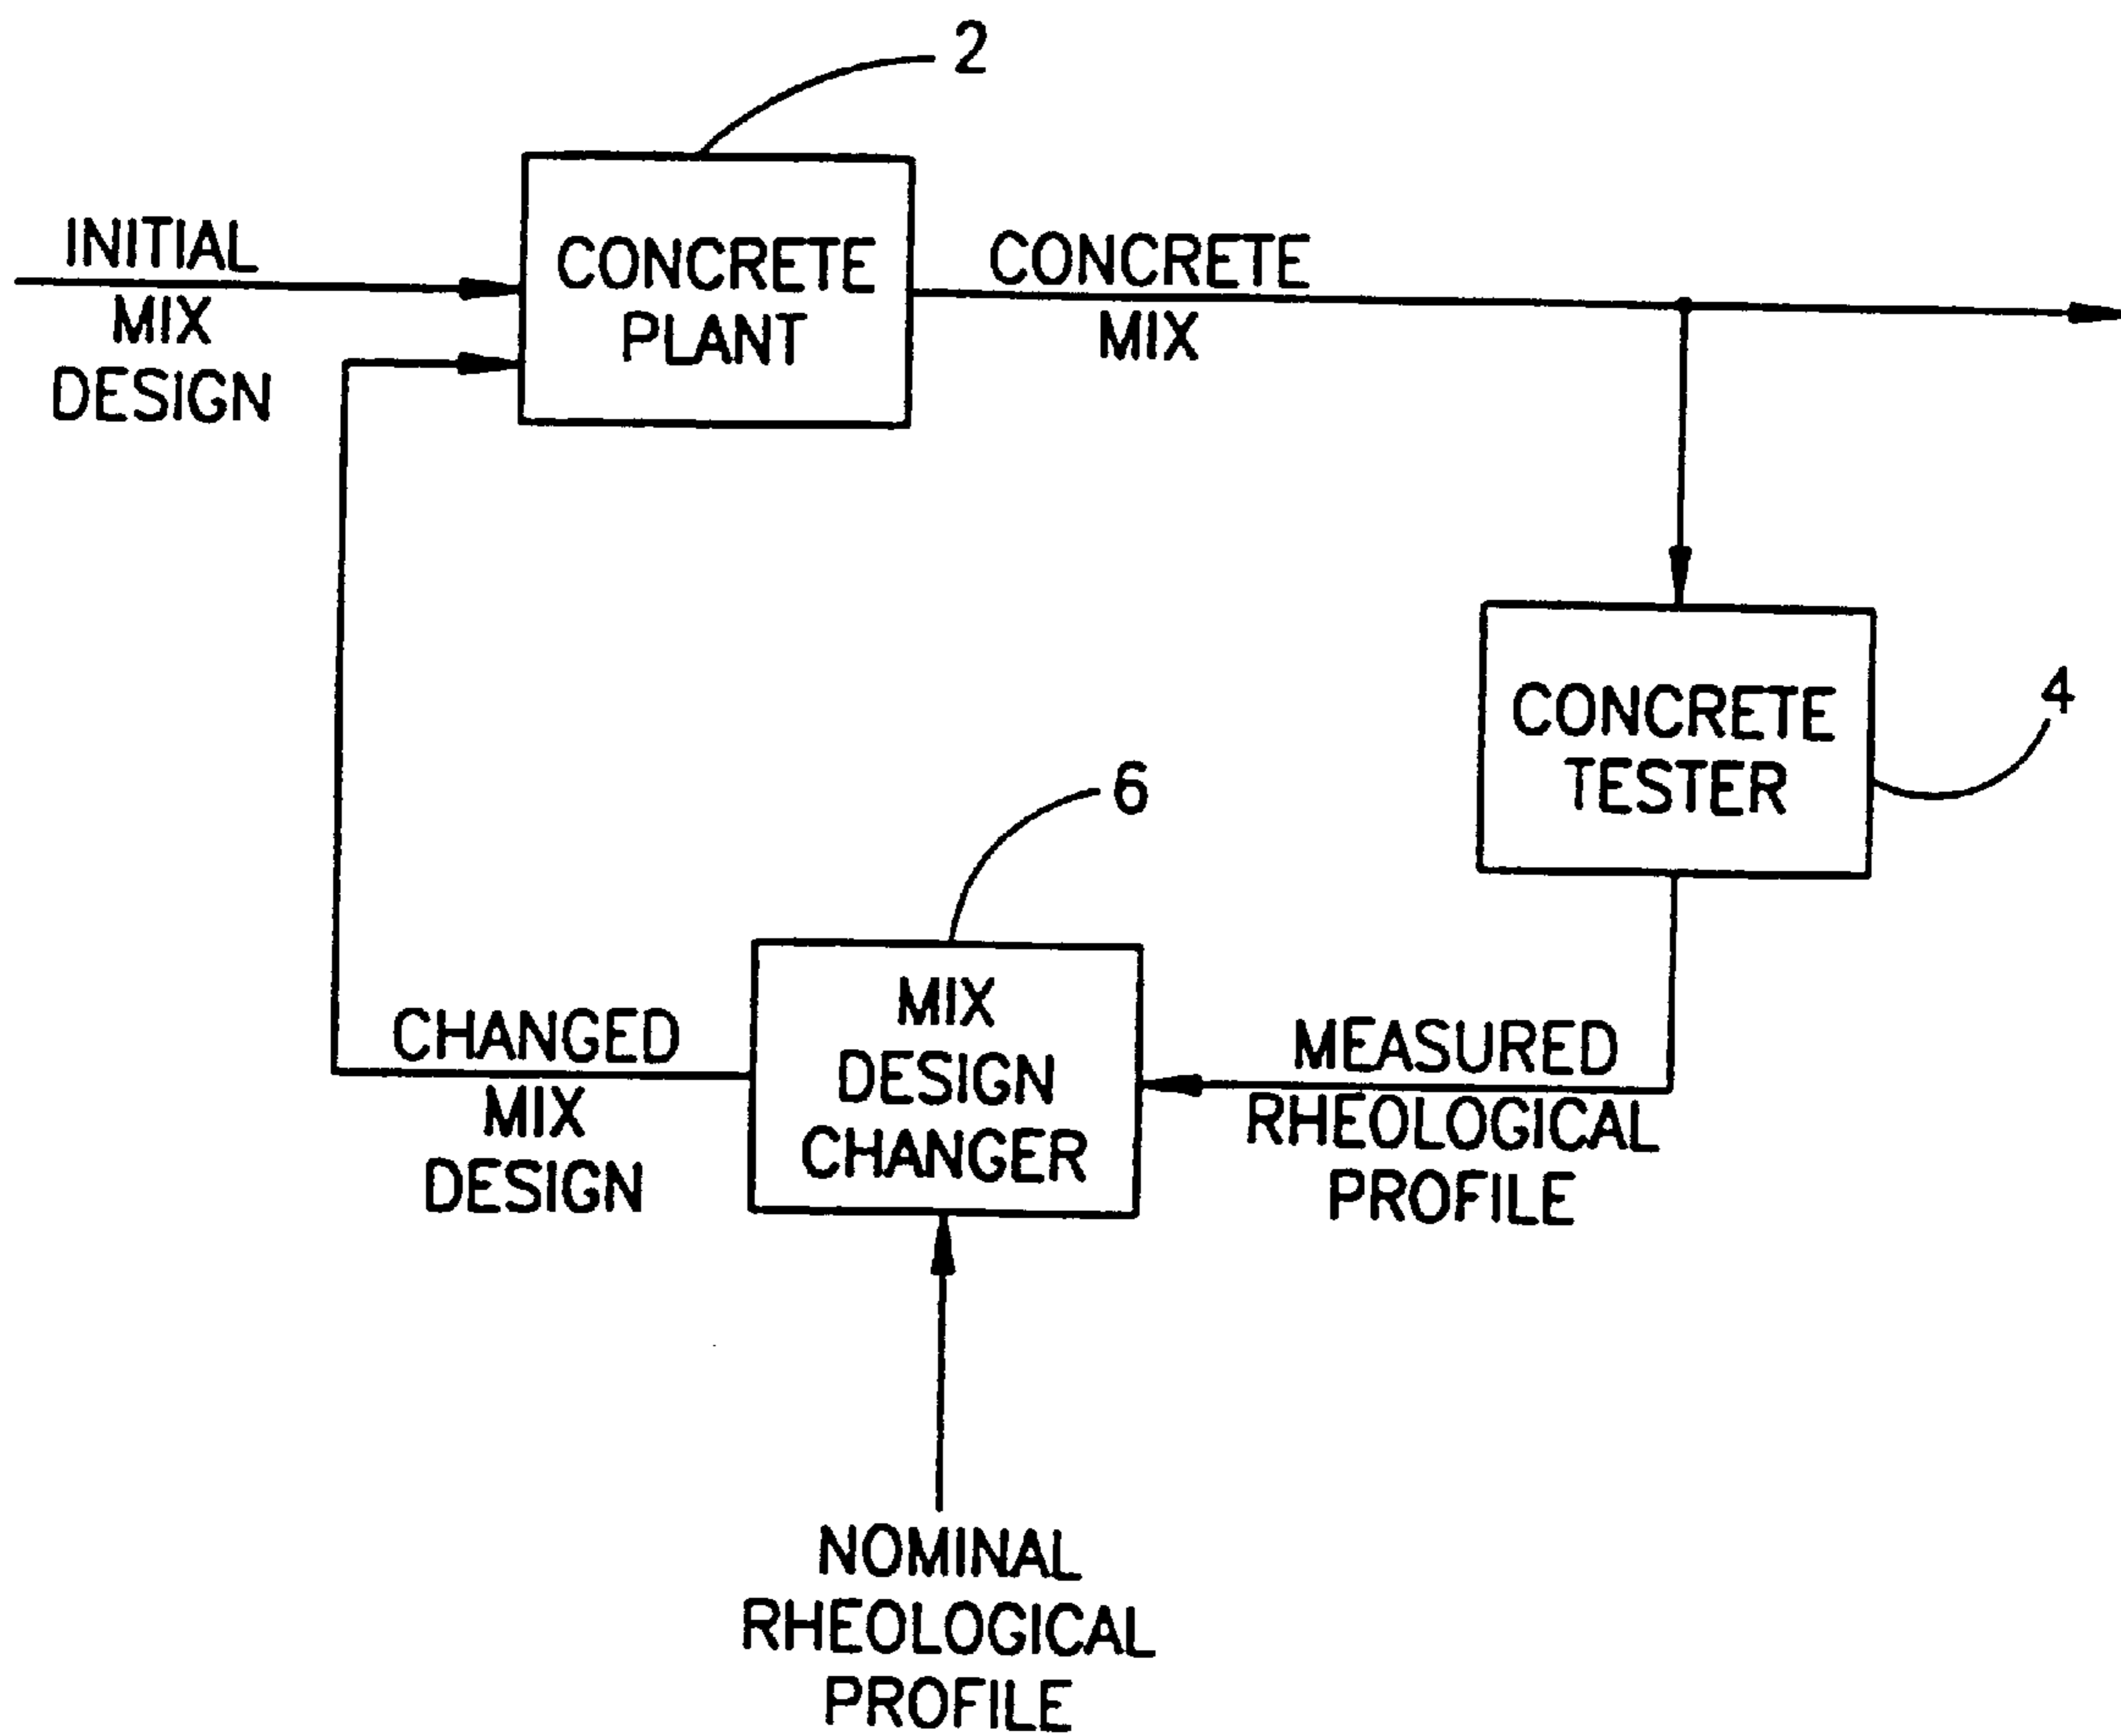 2
INITIAL
MIX
DESIGN
CONCRETE
PLANT
CONCRETE
MIX
CONCRETE
TESTER
4
6
MIX
DESIGN
CHANGER
CHANGED
MIX
DESIGN
MEASURED
RHEOLOGICAL
PROFILE
NOMINAL
RHEOLOGICAL
PROFILE